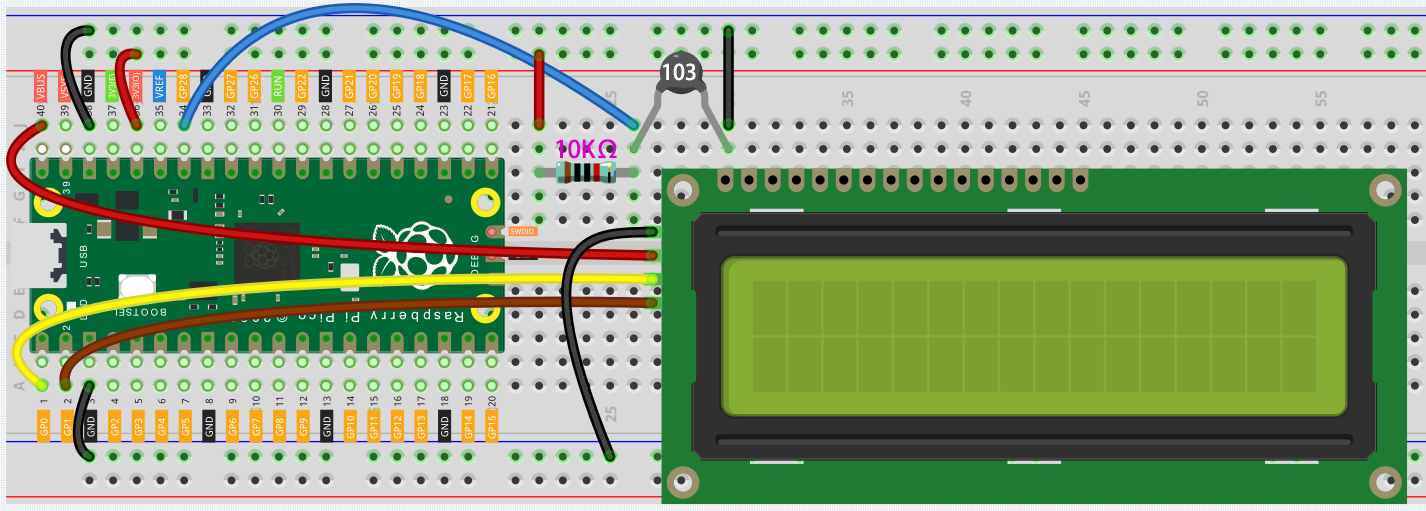 103
VBUS VSYS GND 3V3(O) VREF GP28 GP27 GP26 RUN GP22 GND GP21 GP20 GP19 GP18 GND GP17 GP16
40 39 38 37 36 35 34 33 32 31 30 29 28 27 26 25 24 23 22 21
35 40 45 50 55
J
10KΩ
39
G
F
SWDIO
USB
DEBUG
E
D
2
BOOTSEL
Raspberry Pi Pico ©
A
1 2 3 4 5 6 7 8 9 10 11 12 13 14 15 16 17 18 19 20
25
GP0 GP1 GND GP2 GP3 GP4 GP5 GND GP6 GP7 GP8 GP9 GND GP10 GP11 GP12 GP13 GND GP14 GP15